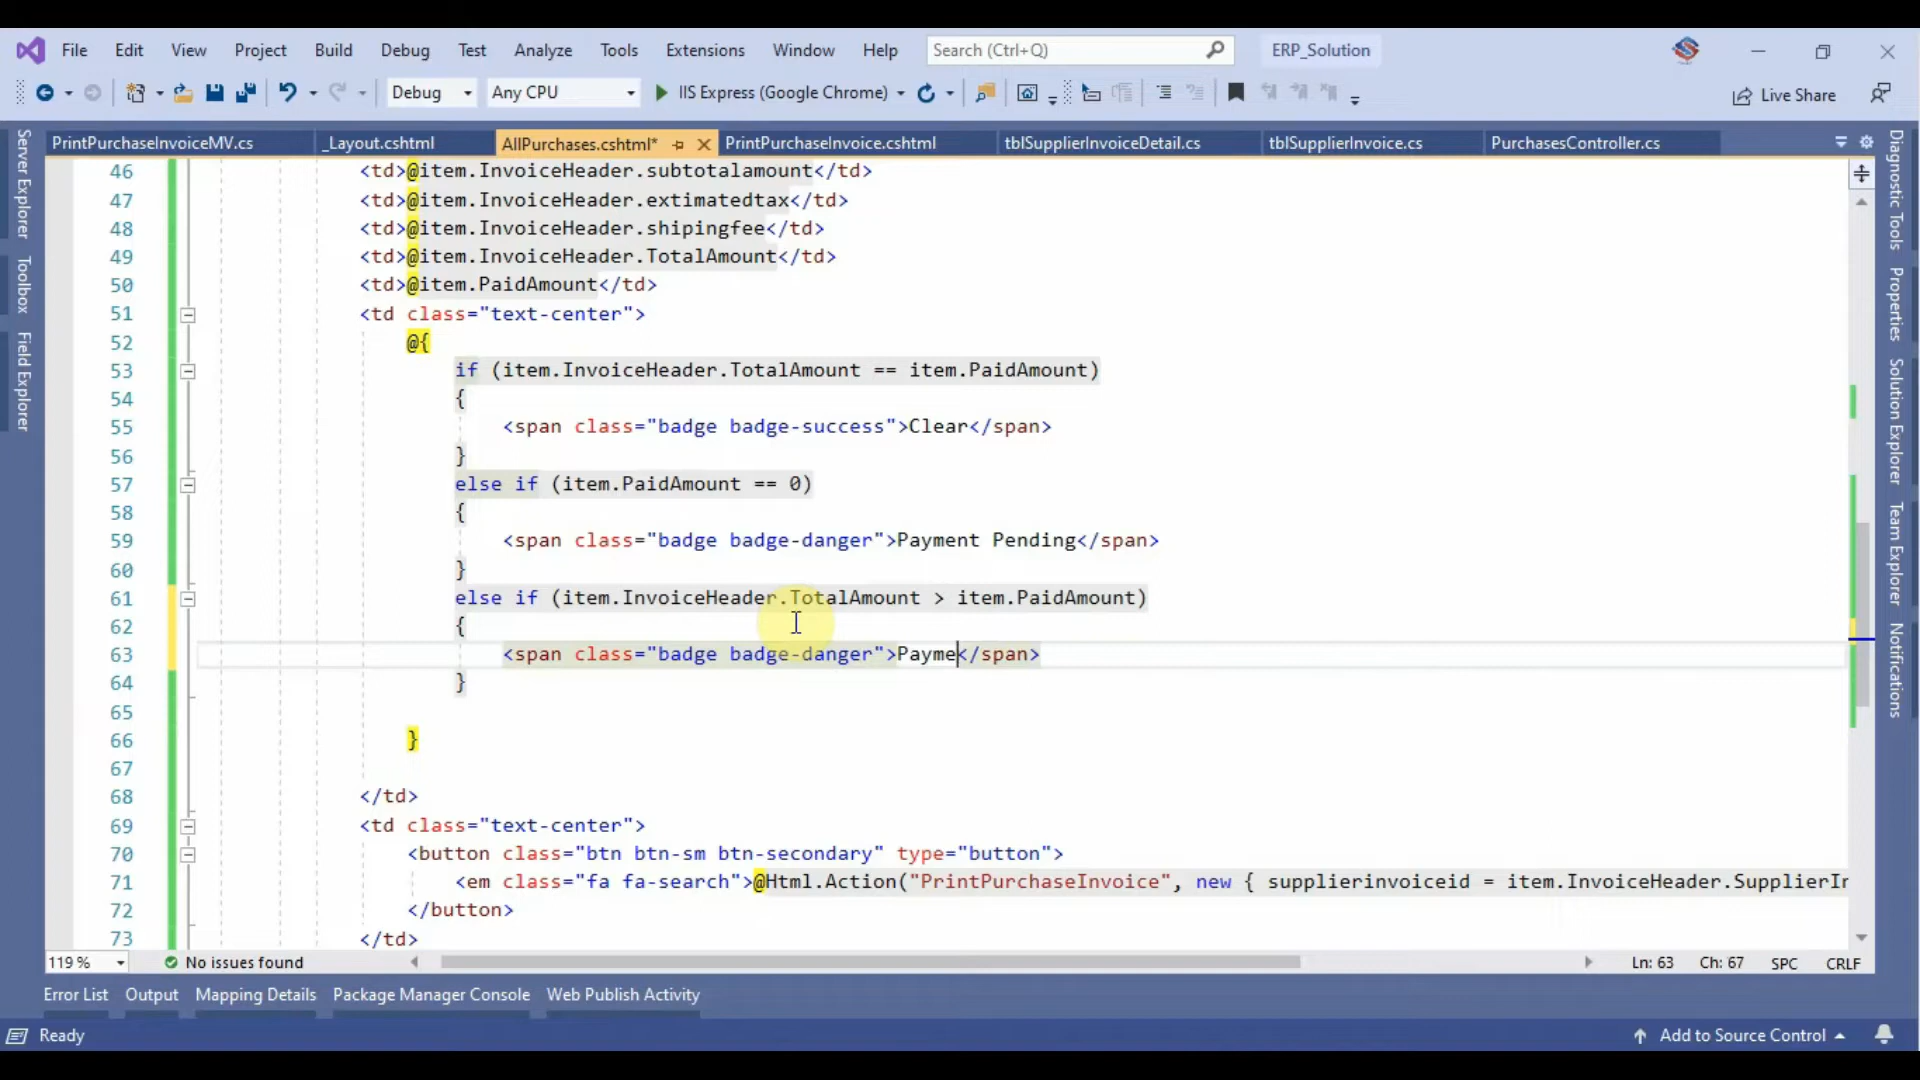 File Edit View Project Build Debug Test Analyze Tools Extensions Window Help Search (Ctrl+Q) ERP_Solution
Debug Any CPU IIS Express (Google Chrome) Live Share
PrintPurchaseInvoiceMV.cs _Layout.cshtml AllPurchases.cshtml* PrintPurchaseInvoice.cshtml tblSupplierInvoiceDetail.cs tblSupplierInvoice.cs PurchasesController.cs
Server Explorer
Toolbox
Field Explorer
46 <td>@item.InvoiceHeader.subtotalamount</td>
47 <td>@item.InvoiceHeader.extimatedtax</td>
48 <td>@item.InvoiceHeader.shipingfee</td>
49 <td>@item.InvoiceHeader.TotalAmount</td>
50 <td>@item.PaidAmount</td>
51 <td class="text-center">
52 @{
53 if (item.InvoiceHeader.TotalAmount == item.PaidAmount)
54 {
55 <span class="badge badge-success">Clear</span>
56 }
57 else if (item.PaidAmount == 0)
58 {
59 <span class="badge badge-danger">Payment Pending</span>
60 }
61 else if (item.InvoiceHeader.TotalAmount > item.PaidAmount)
62 {
63 <span class="badge badge-danger">Payme</span>
64 }
65
66 }
67
68 </td>
69 <td class="text-center">
70 <button class="btn btn-sm btn-secondary" type="button">
71 <em class="fa fa-search">@Html.Action("PrintPurchaseInvoice", new { supplierinvoiceid = item.InvoiceHeader.SupplierIn
72 </button>
73 </td>
Diagnostic Tools
Properties
Solution Explorer
Team Explorer
Notifications
119 % No issues found Ln: 63 Ch: 67 SPC CRLF
Error List Output Mapping Details Package Manager Console Web Publish Activity
Ready Add to Source Control